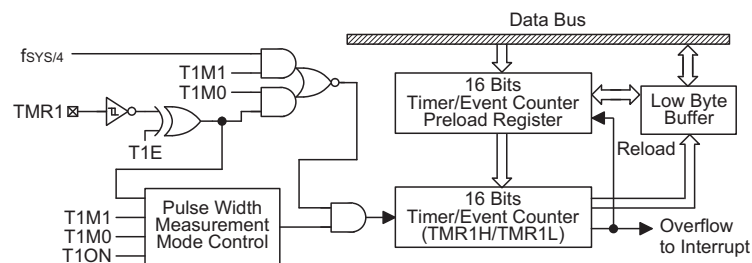 Data Bus
fSYS/4
T1M1
T1M0
TMR1
T1E
16 Bits
Timer/Event Counter
Preload Register
Low Byte
Buffer
Reload
T1M1
T1M0
T1ON
Pulse Width
Measurement
Mode Control
16 Bits
Timer/Event Counter
(TMR1H/TMR1L)
Overflow
to Interrupt